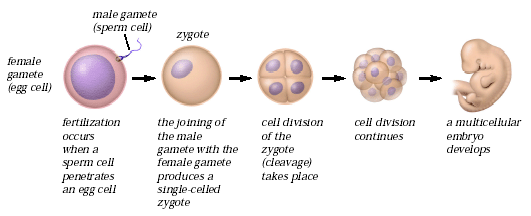 male gamete
(sperm cell)
zygote
female
gamete
(egg cell)
fertilization
occurs
when a
sperm cell
penetrates
an egg cell
the joining of
the male
gamete with the
female gamete
produces a
single-celled
zygote
cell division
of the
zygote
(cleavage)
takes place
cell division
continues
a multicellular
embryo
develops